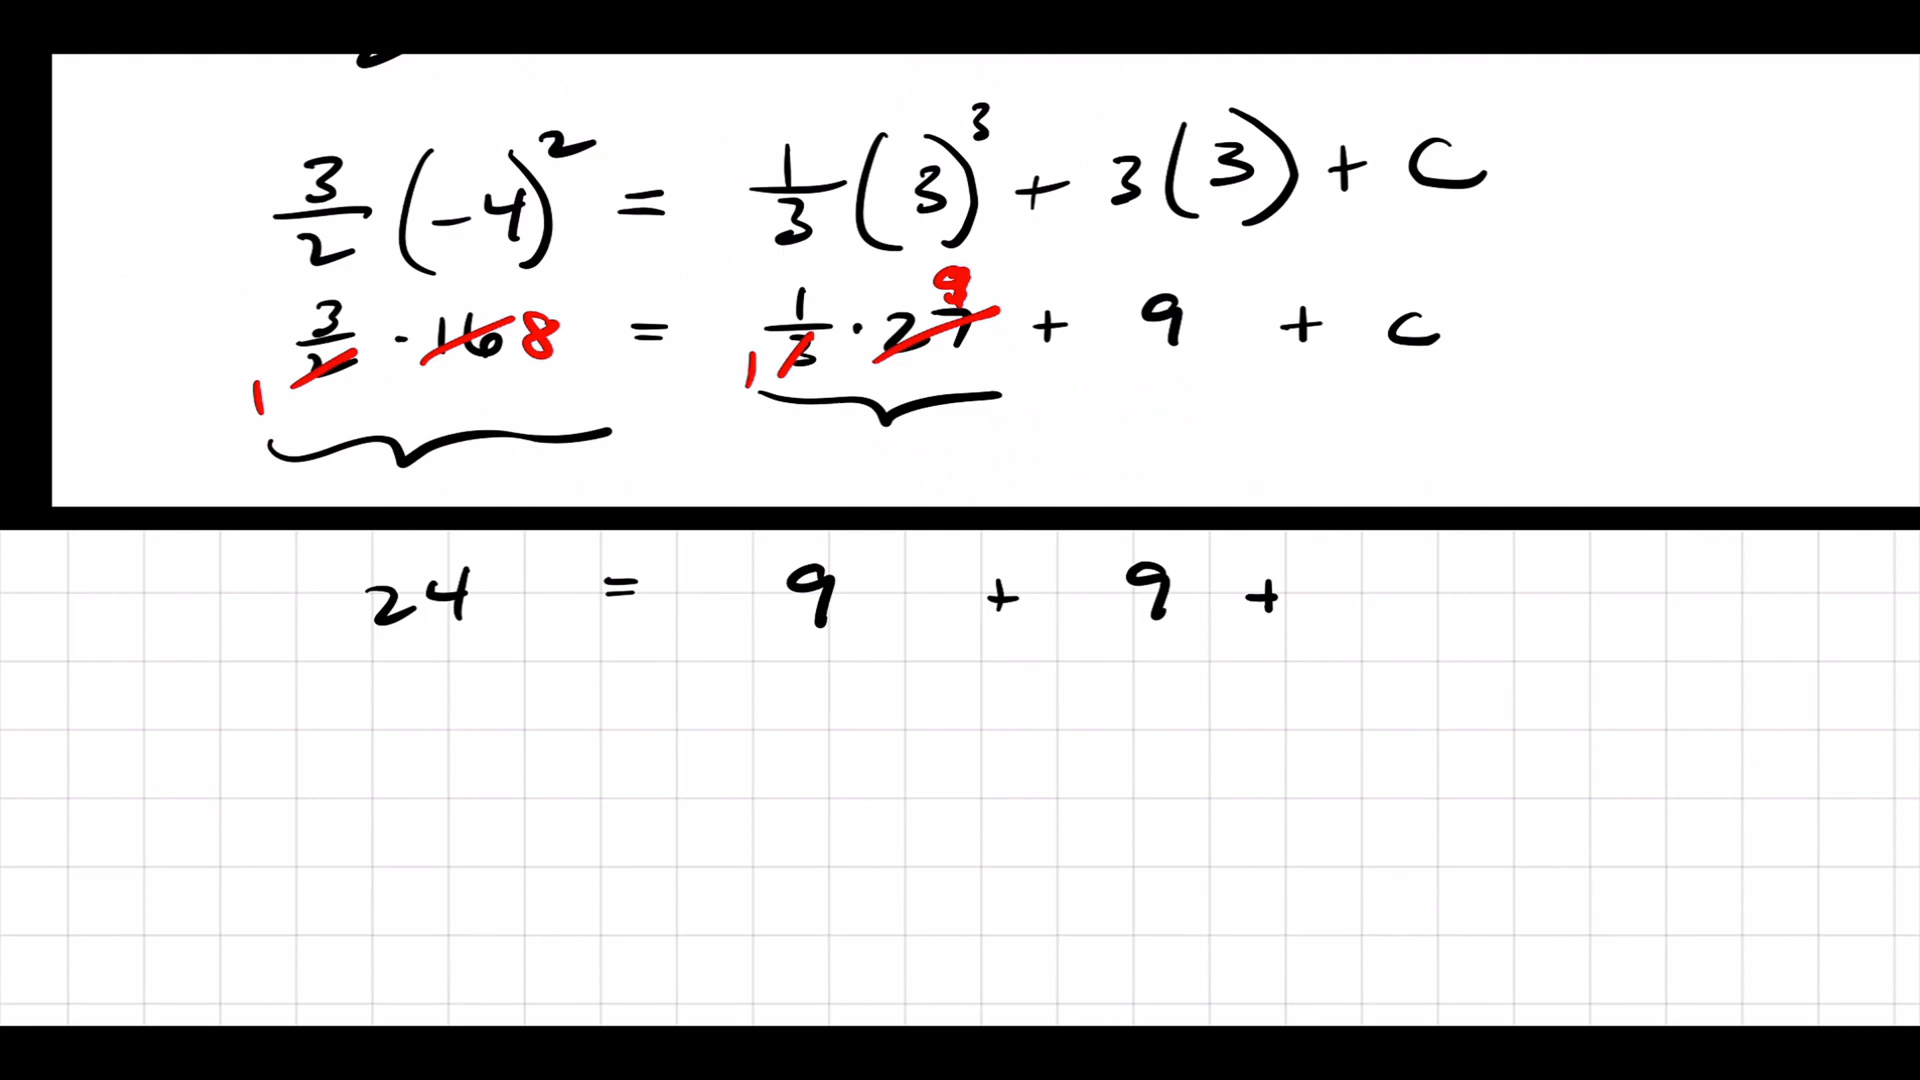 3/2 (-4)² = 1/3 (3)³ + 3(3) + C
3/2 · 16 8 = 1/3 · 27 9 + 9 + C
1 1
24 = 9 + 9 +